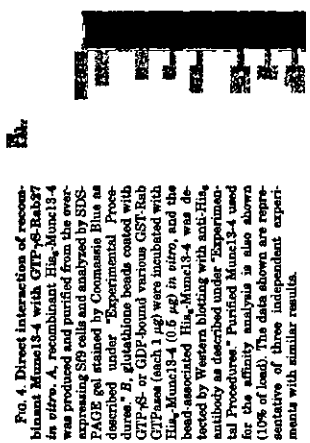 FIG. 4. Direct interaction of recom-
binant Munc13-4 with GTPγS-Rab27
in vitro. A, recombinant His₆-Munc13-4
was produced and purified from the over-
expressing Sf9 cells and analyzed by SDS-
PAGE gel stained by Coomassie Blue as
described under "Experimental Proce-
dures." B, glutathione beads coated with
GTPγS- or GDP-bound various GST-Rab
GTPases (each 1 μg) were incubated with
His₆-Munc13-4 (0.5 μg) in vitro, and the
bead-associated His₆-Munc13-4 was de-
tected by Western blotting with anti-His₆
antibody as described under "Experimen-
tal Procedures." Purified Munc13-4 used
for the affinity analysis is also shown
(10% of load). The data shown are repre-
sentative of three independent experi-
ments with similar results.